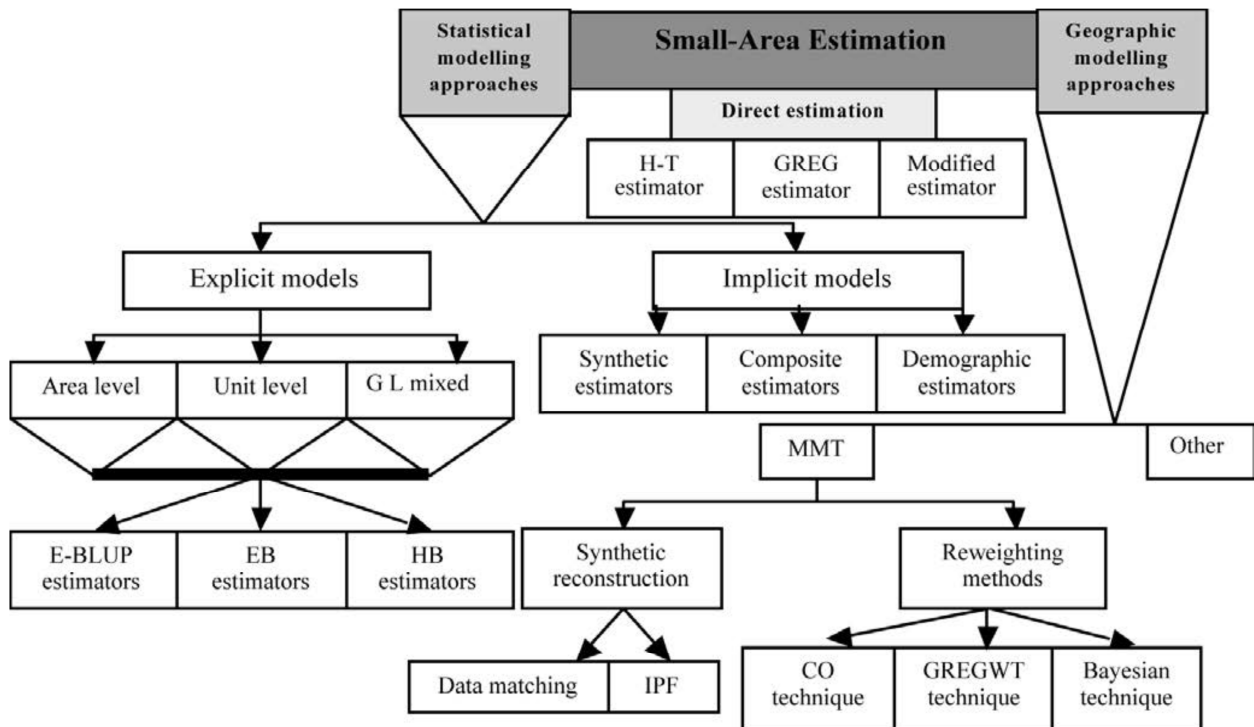 Statistical
modelling
approaches
Small-Area Estimation
Geographic
modelling
approaches
Direct estimation
H-T
estimator
GREG
estimator
Modified
estimator
Explicit models
Implicit models
Area level
Unit level
G L mixed
Synthetic
estimators
Composite
estimators
Demographic
estimators
MMT
Other
E-BLUP
estimators
EB
estimators
HB
estimators
Synthetic
reconstruction
Reweighting
methods
Data matching
IPF
CO
technique
GREGWT
technique
Bayesian
technique